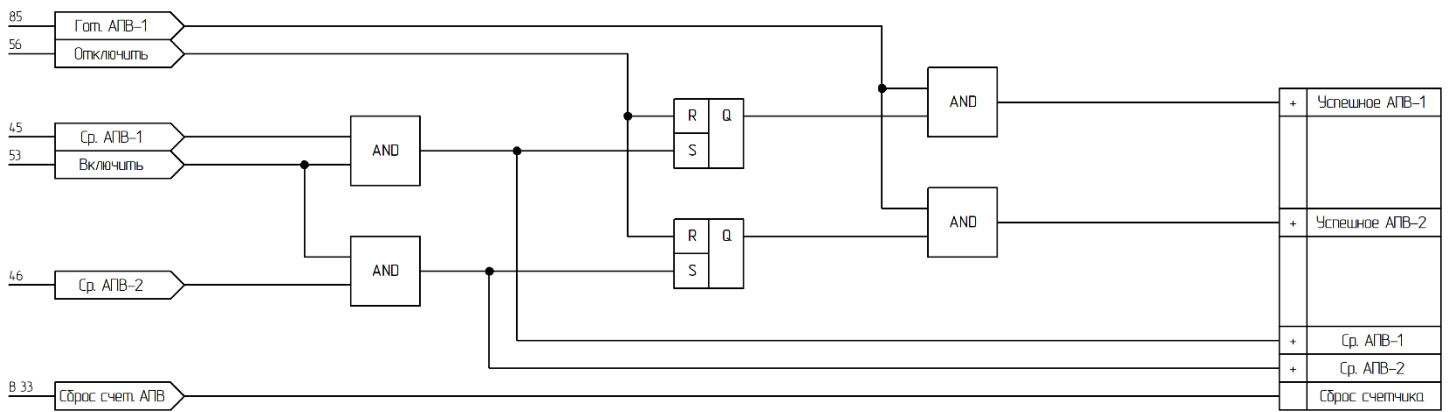 85 Гот. АПВ-1
56 Отключить
AND
R Q
+ Успешное АПВ-1
45 Ср. АПВ-1
AND
S
53 Включить
AND
+ Успешное АПВ-2
R Q
AND
S
46 Ср. АПВ-2
+ Ср. АПВ-1
+ Ср. АПВ-2
В 33 Сброс счет. АПВ
Сброс счетчика